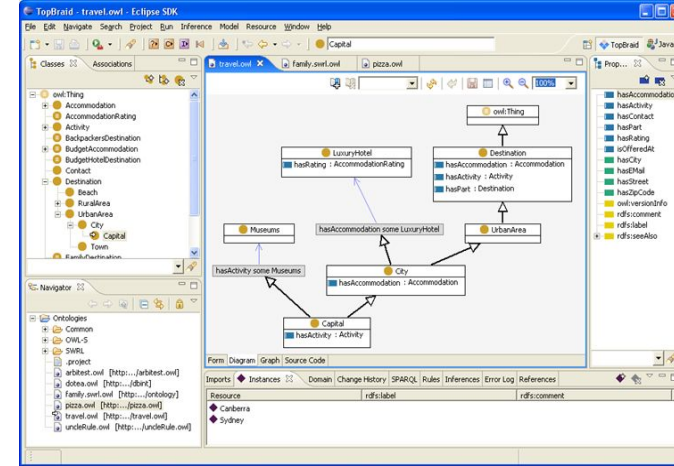 TopBraid - travel.owl - Eclipse SDK
File Edit Navigate Search Project Run Inference Model Resource Window Help
Capital
TopBraid Java
Classes Associations
owl:Thing
Accommodation
AccommodationRating
Activity
BackpackersDestination
BudgetAccommodation
BudgetHotelDestination
Contact
Destination
Beach
RuralArea
UrbanArea
City
Capital
Town
FamilyDestination
Navigator
Ontologies
Common
OWL-S
SWRL
.project
arbitest.owl [http:.../arbitest.owl]
dotea.owl [http:.../dbint]
family.swrl.owl [http:.../ontology]
pizza.owl [http:.../pizza.owl]
travel.owl [http:.../travel.owl]
uncleRule.owl [http:.../uncleRule.owl]
travel.owl family.swrl.owl pizza.owl
100%
owl:Thing
LuxuryHotel
hasRating : AccommodationRating
Destination
hasAccommodation : Accommodation
hasActivity : Activity
hasPart : Destination
Museums
hasAccommodation some LuxuryHotel
UrbanArea
hasActivity some Museums
City
hasAccommodation : Accommodation
Capital
hasActivity : Activity
Form Diagram Graph Source Code
Imports Instances Domain Change History SPARQL Rules Inferences Error Log References
Resource rdfs:label rdfs:comment
Canberra
Sydney
Prop...
hasAccommodatio
hasActivity
hasContact
hasPart
hasRating
isOfferedAt
hasCity
hasEMail
hasStreet
hasZipCode
owl:versionInfo
rdfs:comment
rdfs:label
rdfs:seeAlso